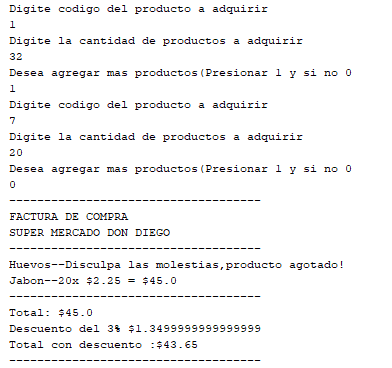 Digite codigo del producto a adquirir
1
Digite la cantidad de productos a adquirir
32
Desea agregar mas productos(Presionar 1 y si no 0
1
Digite codigo del producto a adquirir
7
Digite la cantidad de productos a adquirir
20
Desea agregar mas productos(Presionar 1 y si no 0
0
------------------------------------
FACTURA DE COMPRA
SUPER MERCADO DON DIEGO
------------------------------------
Huevos--Disculpa las molestias,producto agotado!
Jabon--20x $2.25 = $45.0
------------------------------------
Total: $45.0
Descuento del 3% $1.3499999999999999
Total con descuento :$43.65
------------------------------------